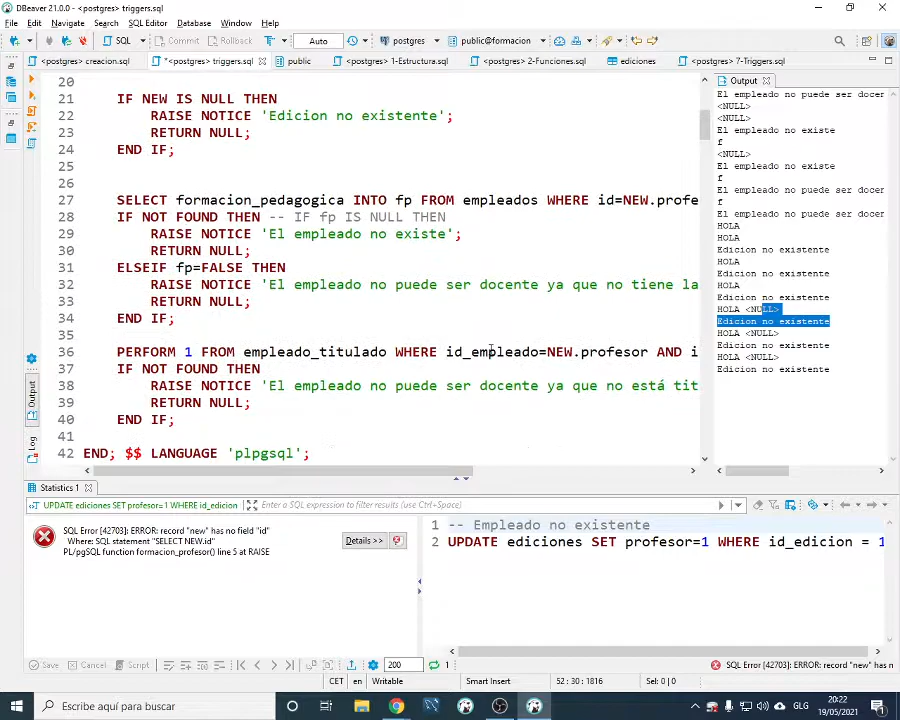 DBeaver 21.0.0 - <postgres> triggers.sql
File Edit Navigate Search SQL Editor Database Window Help
SQL Commit Rollback Auto postgres public@formacion
<postgres> creacion.sql *<postgres> triggers.sql public <postgres> 1-Estructura.sql <postgres> 2-Funciones.sql ediciones <postgres> 7-Triggers.sql Output
20
21 IF NEW IS NULL THEN
22 RAISE NOTICE 'Edicion no existente';
23 RETURN NULL;
24 END IF;
25
26
27 SELECT formacion_pedagogica INTO fp FROM empleados WHERE id=NEW.profe
28 IF NOT FOUND THEN -- IF fp IS NULL THEN
29 RAISE NOTICE 'El empleado no existe';
30 RETURN NULL;
31 ELSEIF fp=FALSE THEN
32 RAISE NOTICE 'El empleado no puede ser docente ya que no tiene la
33 RETURN NULL;
34 END IF;
35
36 PERFORM 1 FROM empleado_titulado WHERE id_empleado=NEW.profesor AND i
37 IF NOT FOUND THEN
38 RAISE NOTICE 'El empleado no puede ser docente ya que no está tit
39 RETURN NULL;
40 END IF;
41
42 END; $$ LANGUAGE 'plpgsql';
El empleado no puede ser docer
<NULL>
<NULL>
El empleado no existe
f
<NULL>
El empleado no existe
f
El empleado no puede ser docer
f
El empleado no puede ser docer
HOLA
HOLA
Edicion no existente
HOLA
Edicion no existente
HOLA
Edicion no existente
HOLA <NULL>
Edicion no existente
HOLA <NULL>
Edicion no existente
HOLA <NULL>
Edicion no existente
Output
Log
Statistics 1
UPDATE ediciones SET profesor=1 WHERE id_edicion Enter a SQL expression to filter results (use Ctrl+Space)
SQL Error [42703]: ERROR: record "new" has no field "id"
Where: SQL statement "SELECT NEW.id"
PL/pgSQL function formacion_profesor() line 5 at RAISE
Details >>
1 -- Empleado no existente
2 UPDATE ediciones SET profesor=1 WHERE id_edicion = 1
Save Cancel Script 200 1 SQL Error [42703]: ERROR: record "new" has n
CET en Writable Smart Insert 52 : 30 : 1816 Sel: 0 | 0
Escribe aquí para buscar
GLG
20:22
19/05/2021
1